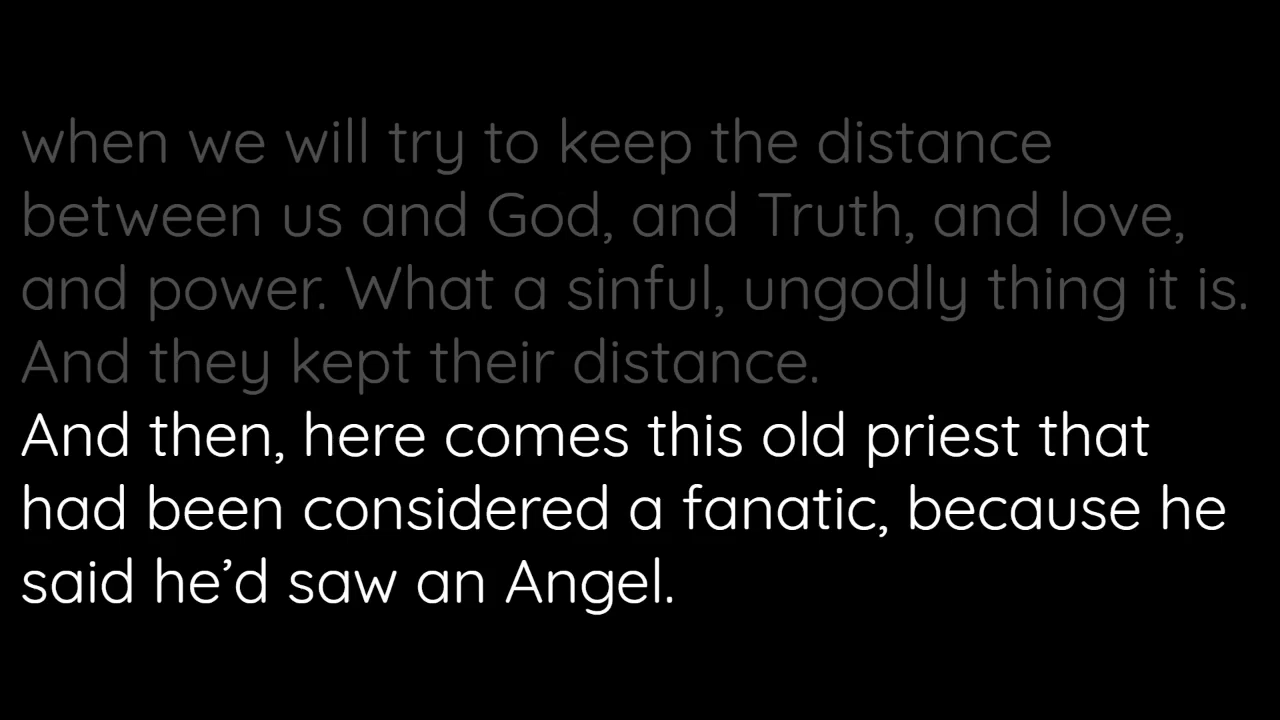 when we will try to keep the distance
between us and God, and Truth, and love,
and power. What a sinful, ungodly thing it is.
And they kept their distance.
And then, here comes this old priest that
had been considered a fanatic, because he
said he’d saw an Angel.